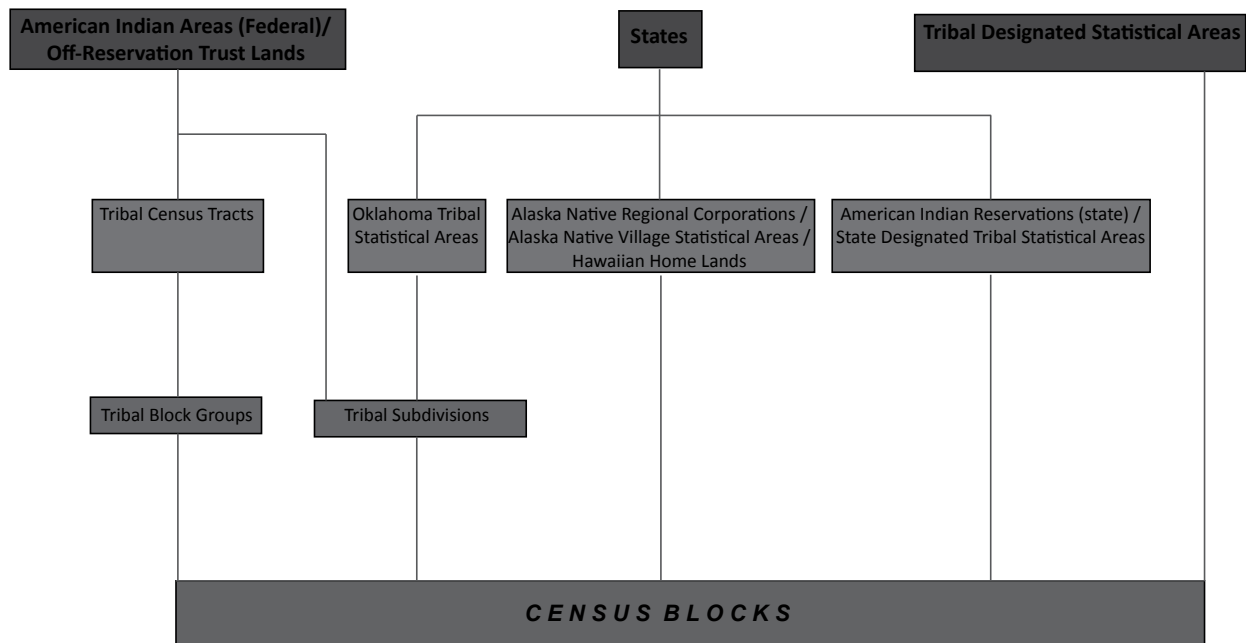 American Indian Areas (Federal)/
Off-Reservation Trust Lands
States
Tribal Designated Statistical Areas
Tribal Census Tracts
Oklahoma Tribal
Statistical Areas
Alaska Native Regional Corporations /
Alaska Native Village Statistical Areas /
Hawaiian Home Lands
American Indian Reservations (state) /
State Designated Tribal Statistical Areas
Tribal Block Groups
Tribal Subdivisions
CENSUS BLOCKS